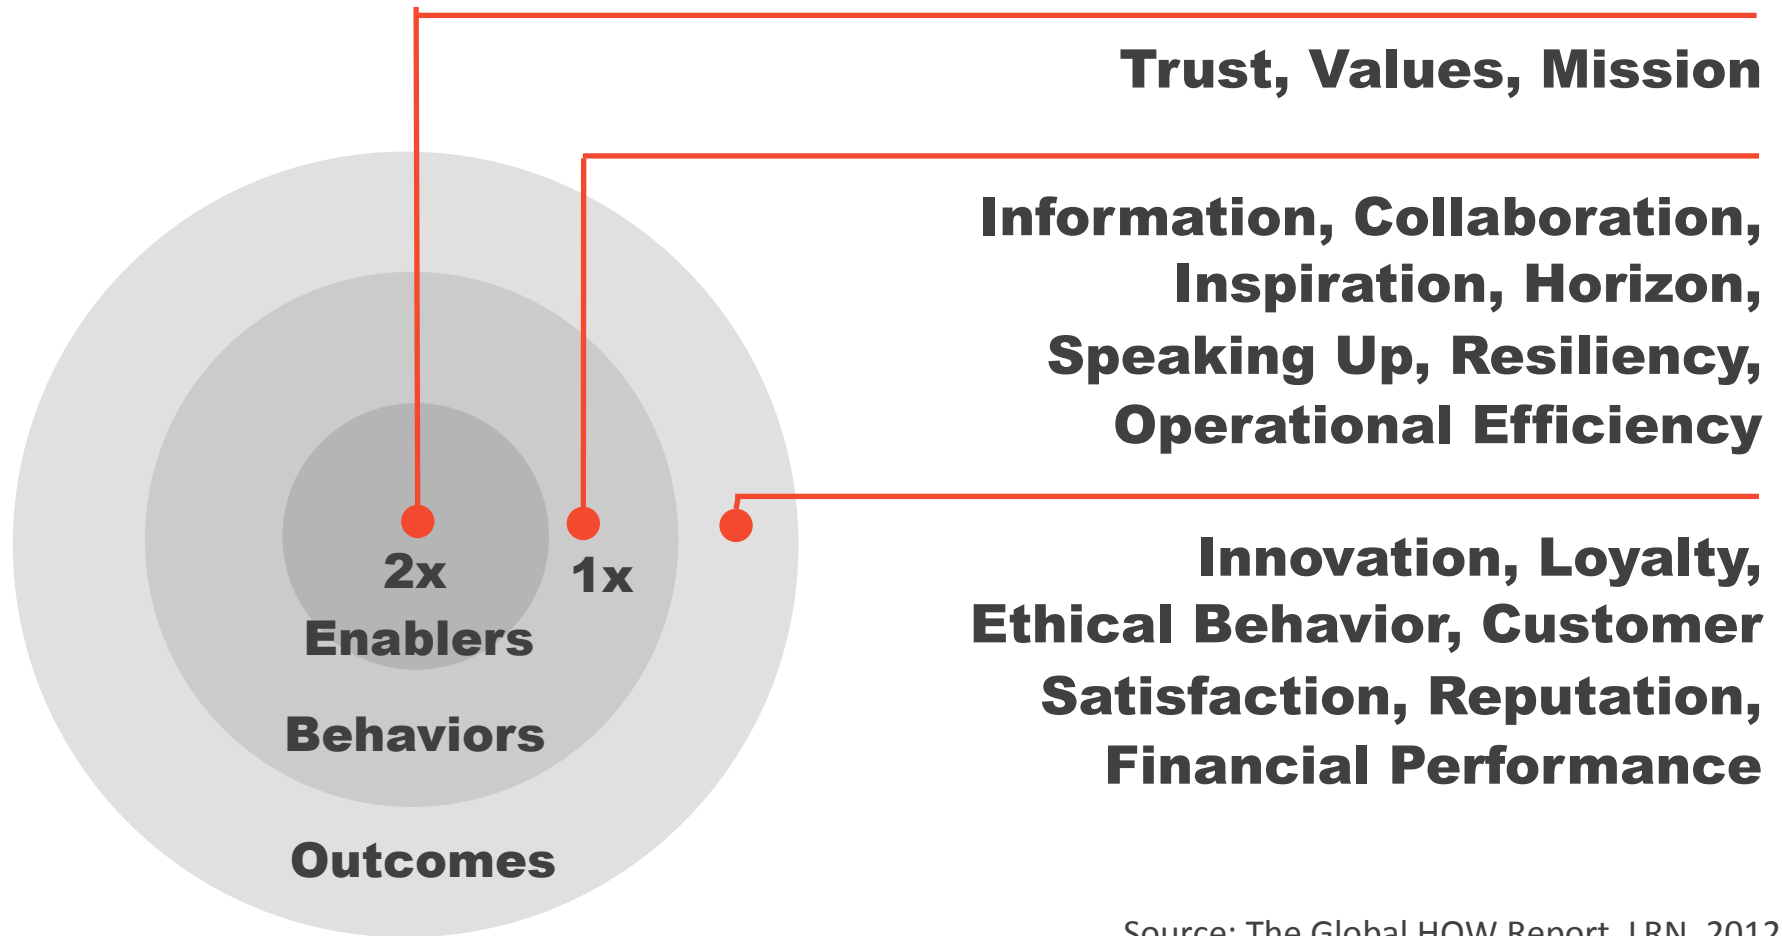 Trust, Values, Mission
Information, Collaboration,
Inspiration, Horizon,
Speaking Up, Resiliency,
Operational Efficiency
2x
1x
Enablers
Behaviors
Outcomes
Innovation, Loyalty,
Ethical Behavior, Customer
Satisfaction, Reputation,
Financial Performance
Source: The Global HOW Report, LRN, 2012